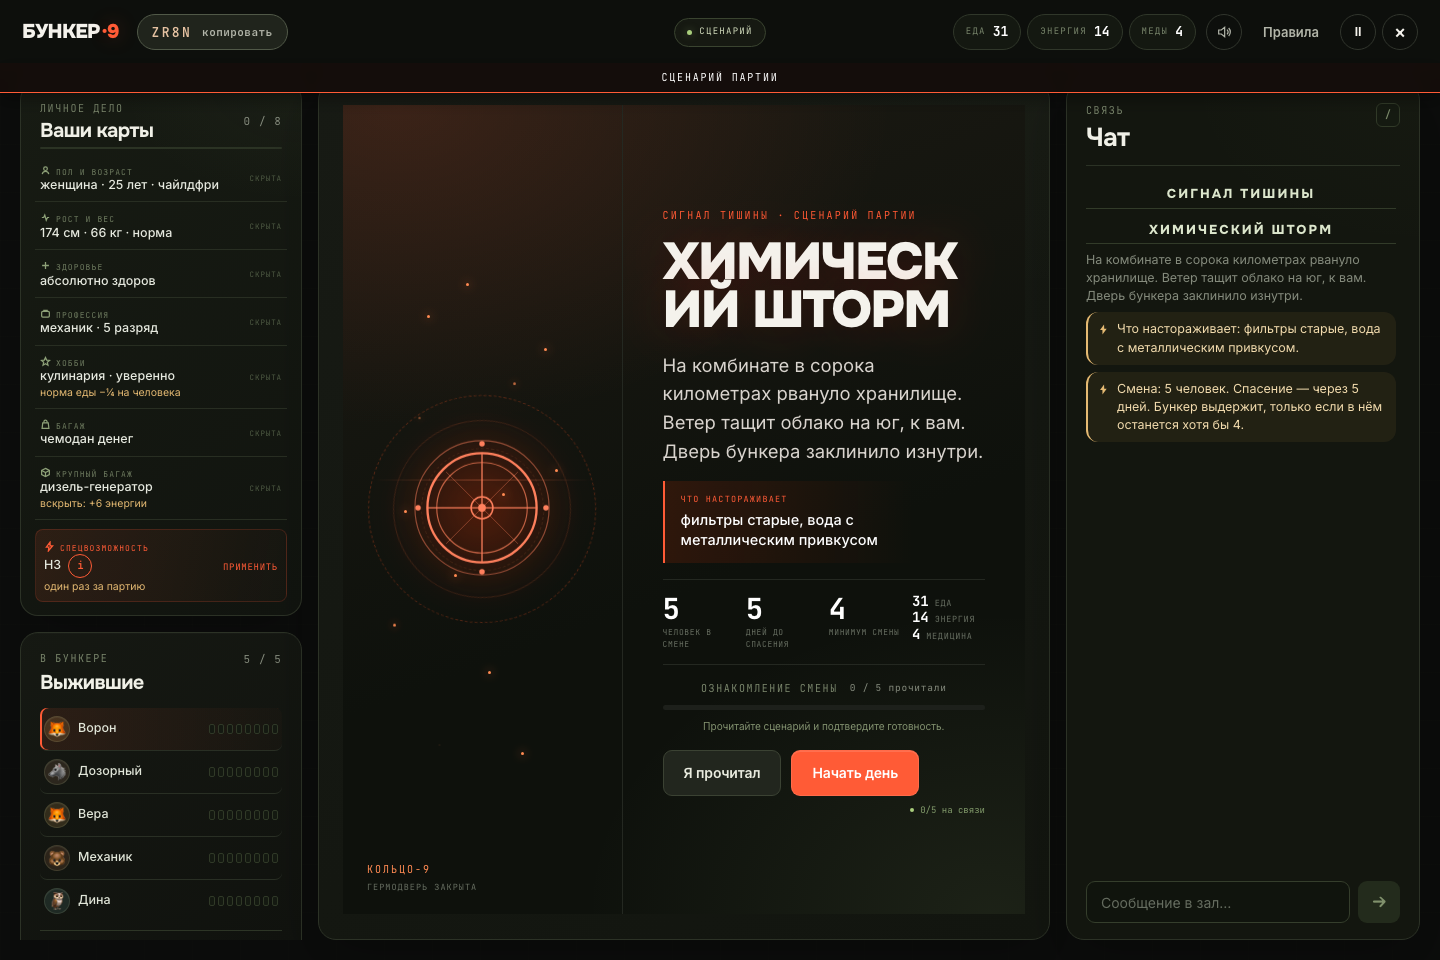 БУНКЕР·9
ZR8N копировать
СЦЕНАРИЙ
ЕДА 31
ЭНЕРГИЯ 14
МЕДЫ 4
Правила
СЦЕНАРИЙ ПАРТИИ
ЛИЧНОЕ ДЕЛО
Ваши карты
0 / 8
ПОЛ И ВОЗРАСТ
женщина · 25 лет · чайлдфри
СКРЫТА
РОСТ И ВЕС
174 см · 66 кг · норма
СКРЫТА
ЗДОРОВЬЕ
абсолютно здоров
СКРЫТА
ПРОФЕССИЯ
механик · 5 разряд
СКРЫТА
ХОББИ
кулинария · уверенно
норма еды −¼ на человека
СКРЫТА
БАГАЖ
чемодан денег
СКРЫТА
КРУПНЫЙ БАГАЖ
дизель-генератор
вскрыть: +6 энергии
СКРЫТА
СПЕЦВОЗМОЖНОСТЬ
НЗ i
ПРИМЕНИТЬ
один раз за партию
В БУНКЕРЕ
5 / 5
Выжившие
Ворон
Дозорный
Вера
Механик
Дина
КОЛЬЦО-9
ГЕРМОДВЕРЬ ЗАКРЫТА
СИГНАЛ ТИШИНЫ · СЦЕНАРИЙ ПАРТИИ
ХИМИЧЕСК
ИЙ ШТОРМ
На комбинате в сорока
километрах рвануло хранилище.
Ветер тащит облако на юг, к вам.
Дверь бункера заклинило изнутри.
ЧТО НАСТОРАЖИВАЕТ
фильтры старые, вода с
металлическим привкусом
5
ЧЕЛОВЕК В
СМЕНЕ
5
ДНЕЙ ДО
СПАСЕНИЯ
4
МИНИМУМ СМЕНЫ
31 ЕДА
14 ЭНЕРГИЯ
4 МЕДИЦИНА
ОЗНАКОМЛЕНИЕ СМЕНЫ 0 / 5 прочитали
Прочитайте сценарий и подтвердите готовность.
Я прочитал
Начать день
0/5 на связи
СВЯЗЬ
Чат
/
СИГНАЛ ТИШИНЫ
ХИМИЧЕСКИЙ ШТОРМ
На комбинате в сорока километрах рвануло
хранилище. Ветер тащит облако на юг, к вам.
Дверь бункера заклинило изнутри.
Что настораживает: фильтры старые, вода
с металлическим привкусом.
Смена: 5 человек. Спасение — через 5
дней. Бункер выдержит, только если в нём
останется хотя бы 4.
Сообщение в зал...